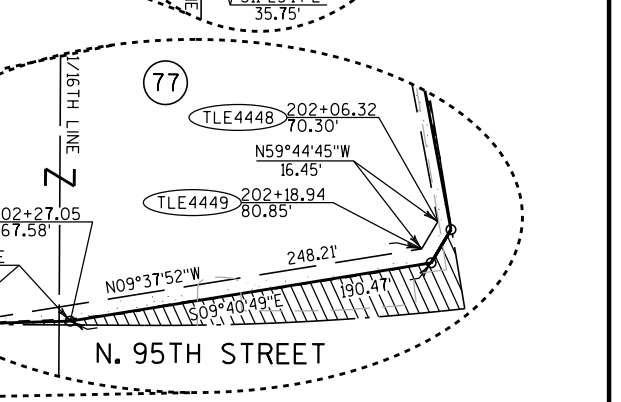 35.75'
1/16TH LINE
77
TLE4448
202+06.32
70.30'
N59°44'45"W
16.45'
TLE4449
202+18.94
80.85'
02+27.05
67.58'
E
248.21'
N09°37'52"W
S09°40'49"E
190.47'
N. 95TH STREET